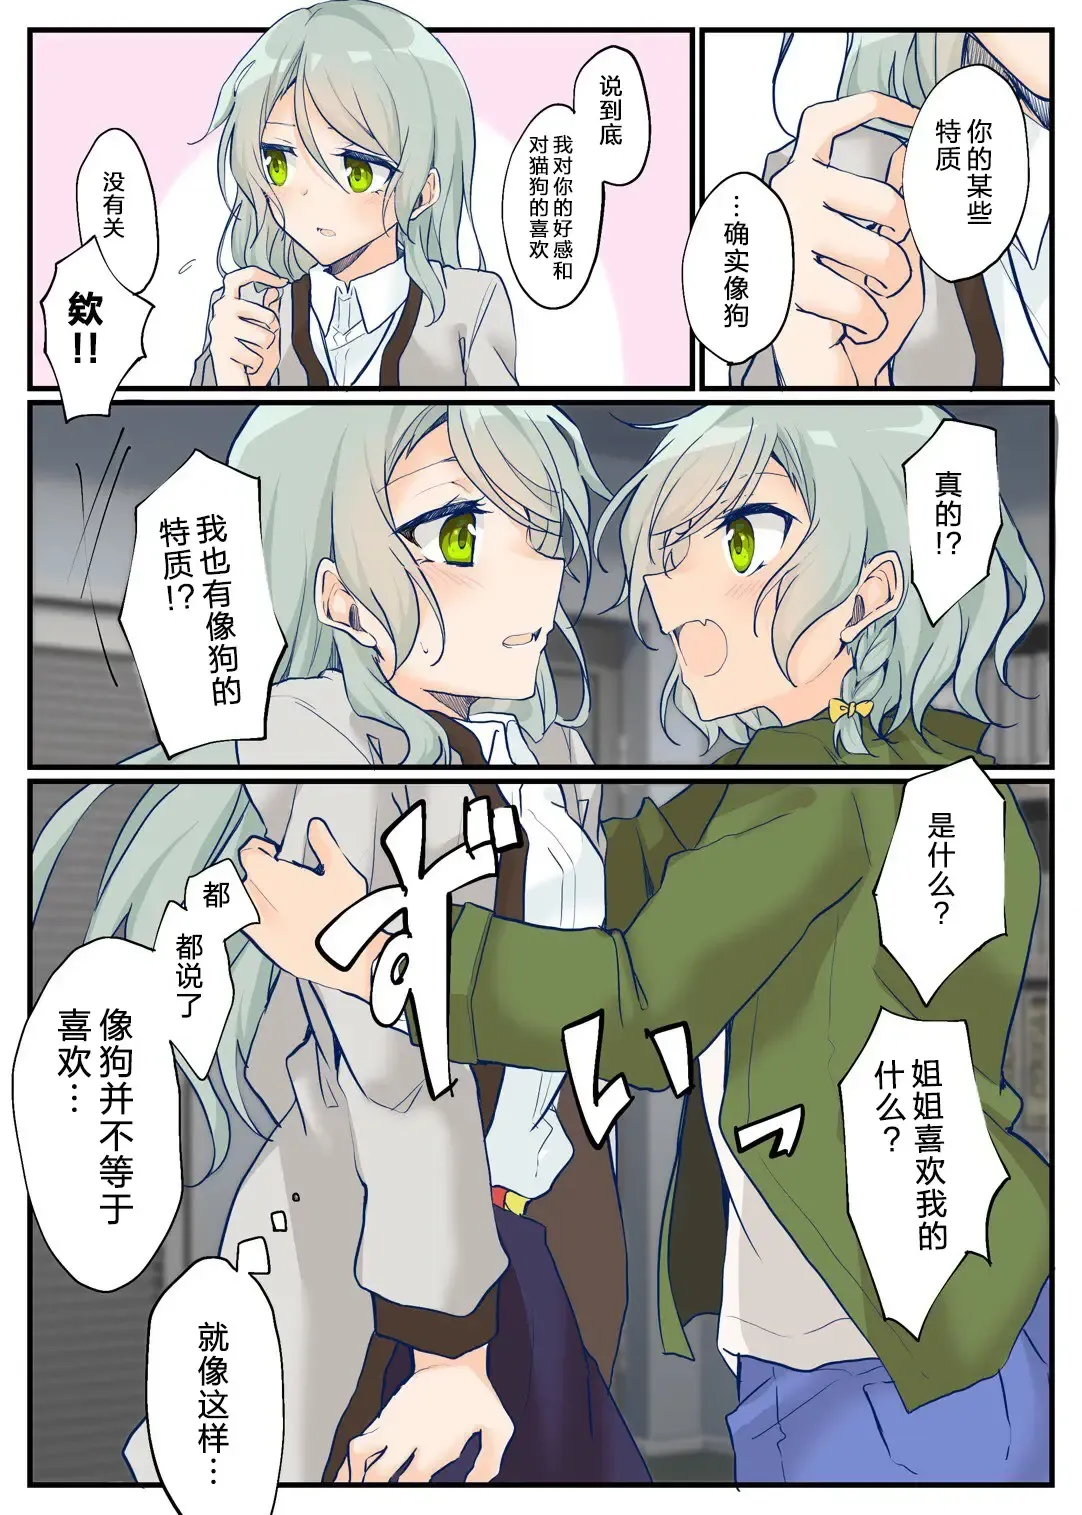 你的某些
特质
…确实像狗
说到底
我对你的好感和
对猫狗的喜欢
没有关
欸!!
真的!?
我也有像狗的
特质!?
是什么?
姐姐喜欢我的
什么?
ずいっ
都
都说了
像狗并不等于
喜欢…
就像这样…